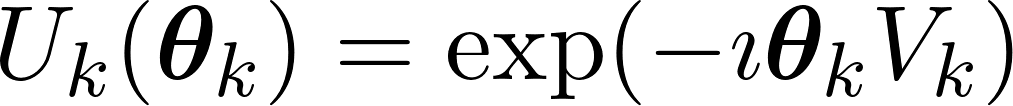 U_k(𝜽_k) = exp(−ı𝜽_k V_k)